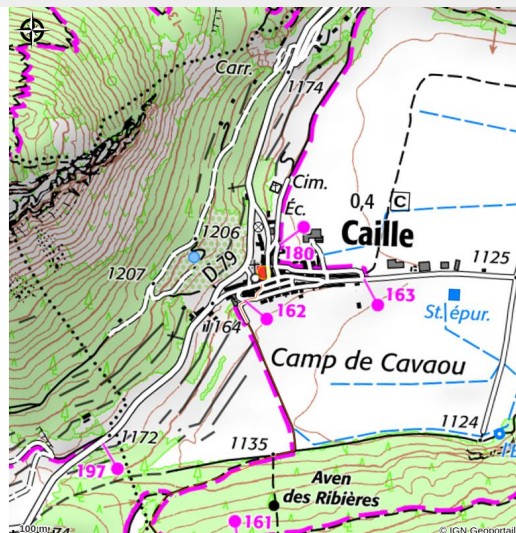 Carr.
1174
Cim.
Éc.
0,4
C
1206
Caille
180
D.79
1207
1125
162
163
1164
St.épur.
Camp de Cavaou
1172
1135
1124
197
Aven
des Ribières
161
100 m
© IGN Geoportail